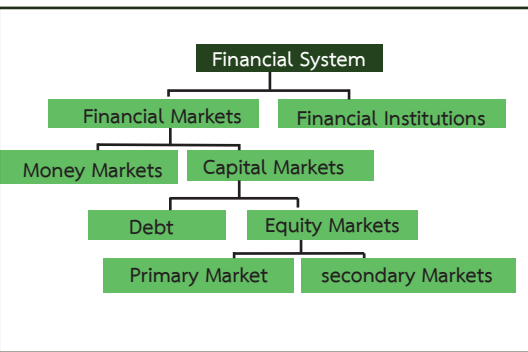 Financial System
Financial Markets
Financial Institutions
Money Markets
Capital Markets
Debt
Equity Markets
Primary Market
secondary Markets